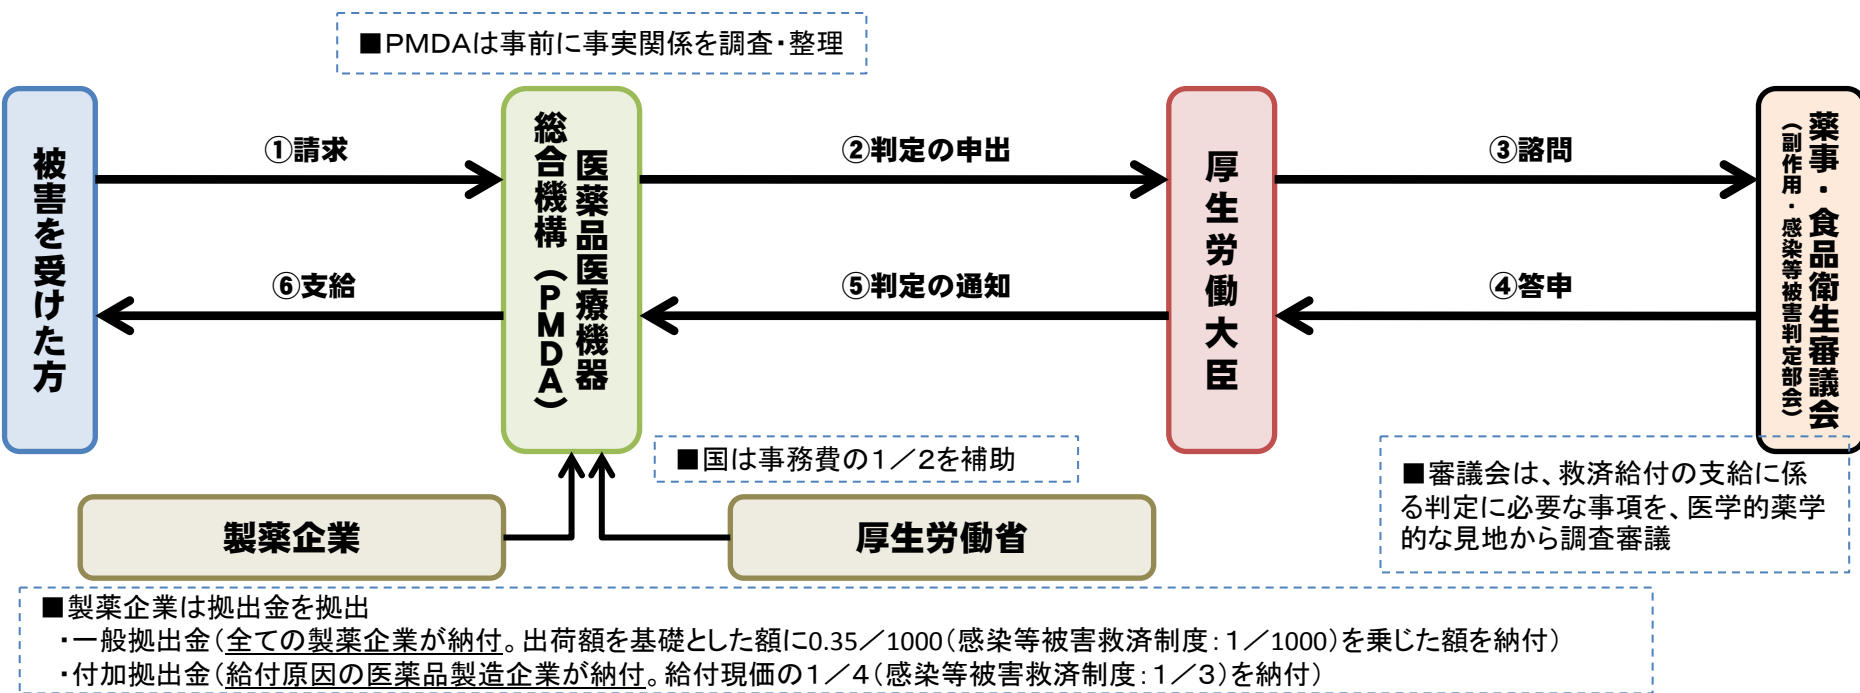 ■PMDAは事前に事実関係を調査・整理
被害を受けた方
①請求
⑥支給
医薬品医療機器
総合機構(PMDA)
②判定の申出
⑤判定の通知
厚生労働大臣
③諮問
④答申
薬事・食品衛生審議会
(副作用・感染等被害判定部会)
■国は事務費の1/2を補助
■審議会は、救済給付の支給に係
る判定に必要な事項を、医学的薬学
的な見地から調査審議
製薬企業
厚生労働省
■製薬企業は拠出金を拠出
・一般拠出金(全ての製薬企業が納付。出荷額を基礎とした額に0.35/1000(感染等被害救済制度:1/1000)を乗じた額を納付)
・付加拠出金(給付原因の医薬品製造企業が納付。給付現価の1/4(感染等被害救済制度:1/3)を納付)